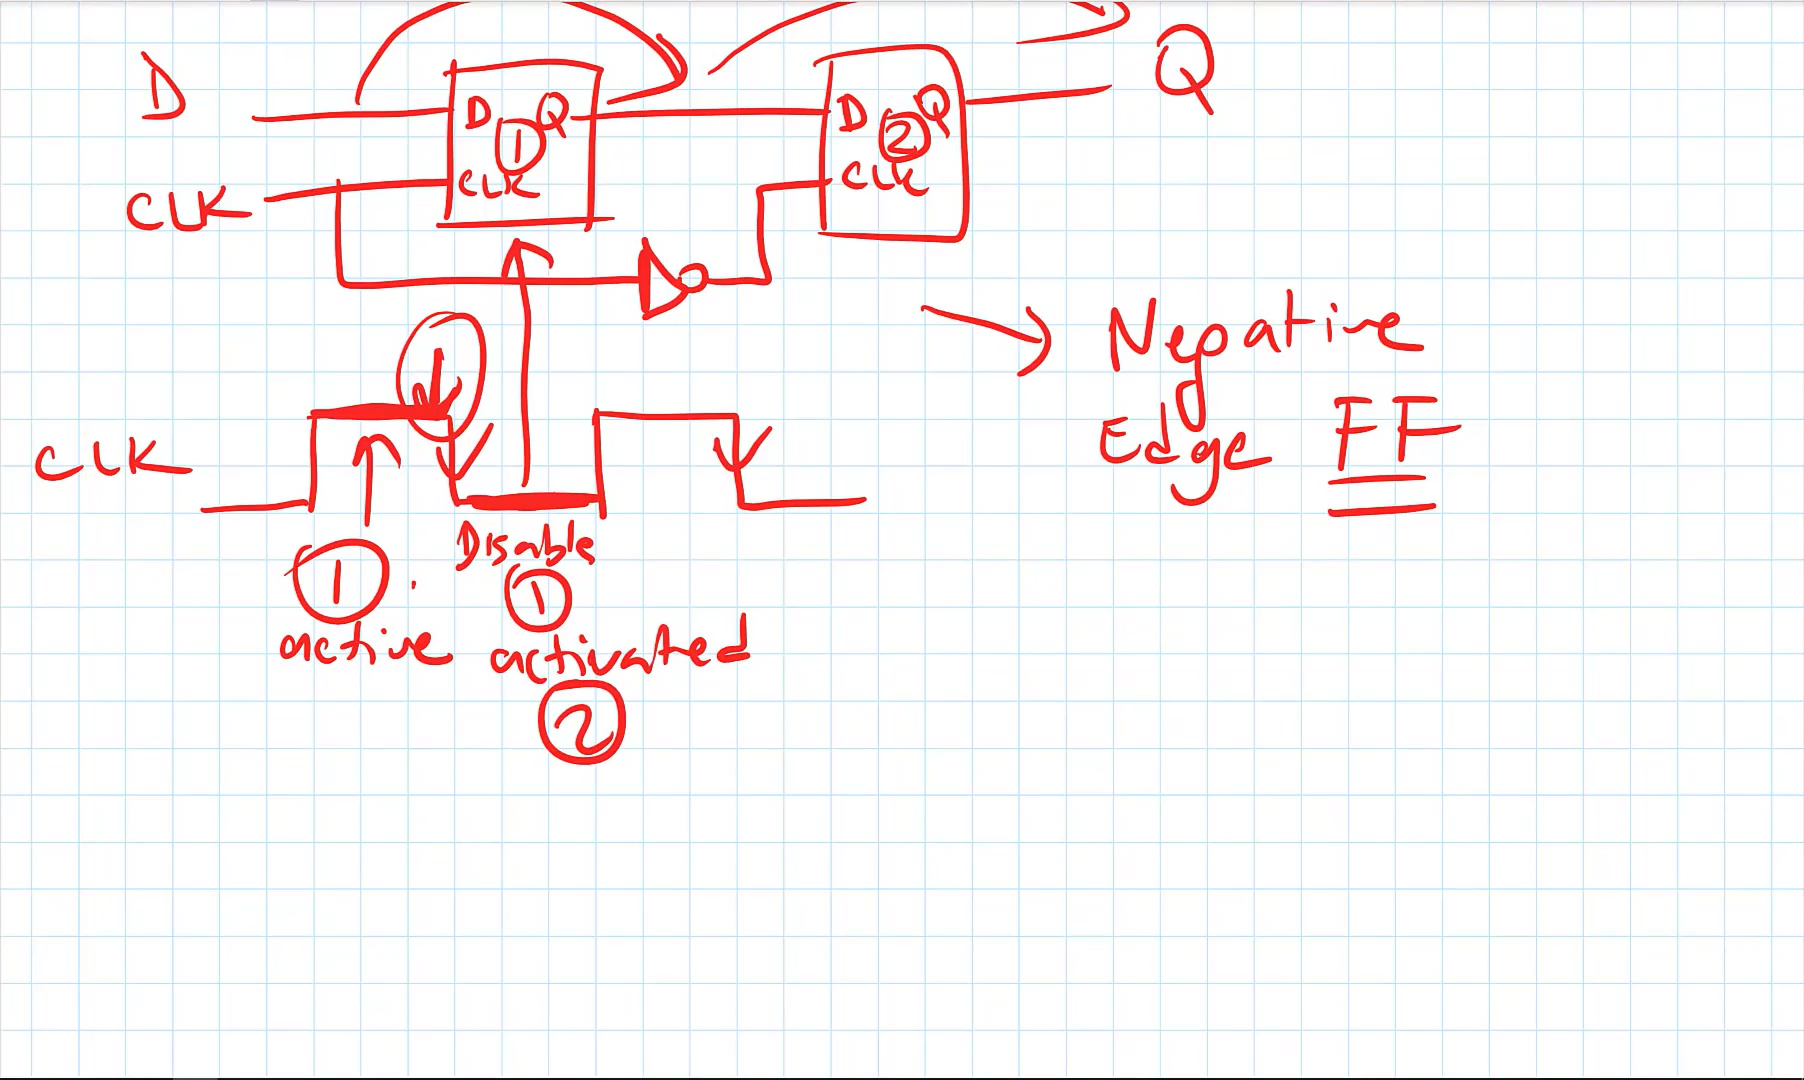 D
D Q
1
CLK
CLK
D Q
2
CLK
Q
Negative
Edge FF
CLK
1
active
Disable
1
activated
2